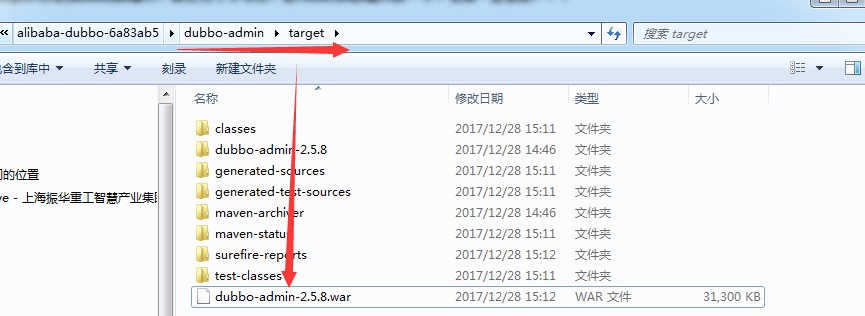 « alibaba-dubbo-6a83ab5 dubbo-admin target 搜索 target
含到库中 共享 刻录 新建文件夹
名称 修改日期 类型 大小
classes 2017/12/28 15:11 文件夹
dubbo-admin-2.5.8 2017/12/28 14:46 文件夹
generated-sources 2017/12/28 15:11 文件夹
generated-test-sources 2017/12/28 15:11 文件夹
的位置
ve - 上海振华重工智慧产业集团
maven-archiver 2017/12/28 14:46 文件夹
maven-status 2017/12/28 15:11 文件夹
surefire-reports 2017/12/28 15:12 文件夹
test-classes 2017/12/28 15:11 文件夹
dubbo-admin-2.5.8.war 2017/12/28 15:12 WAR 文件 31,300 KB